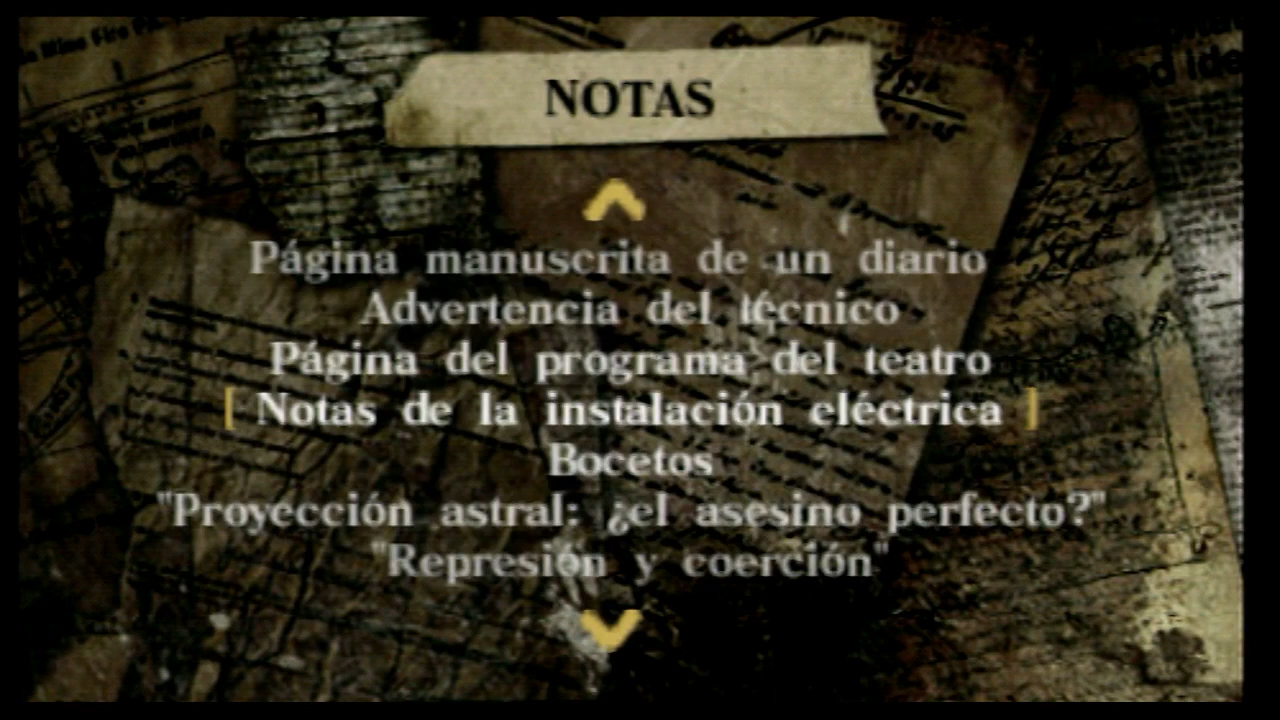 NOTAS
Página manuscrita de un diario
Advertencia del técnico
Página del programa del teatro
[ Notas de la instalación eléctrica ]
Bocetos
"Proyección astral: ¿el asesino perfecto?"
"Represión y coerción"